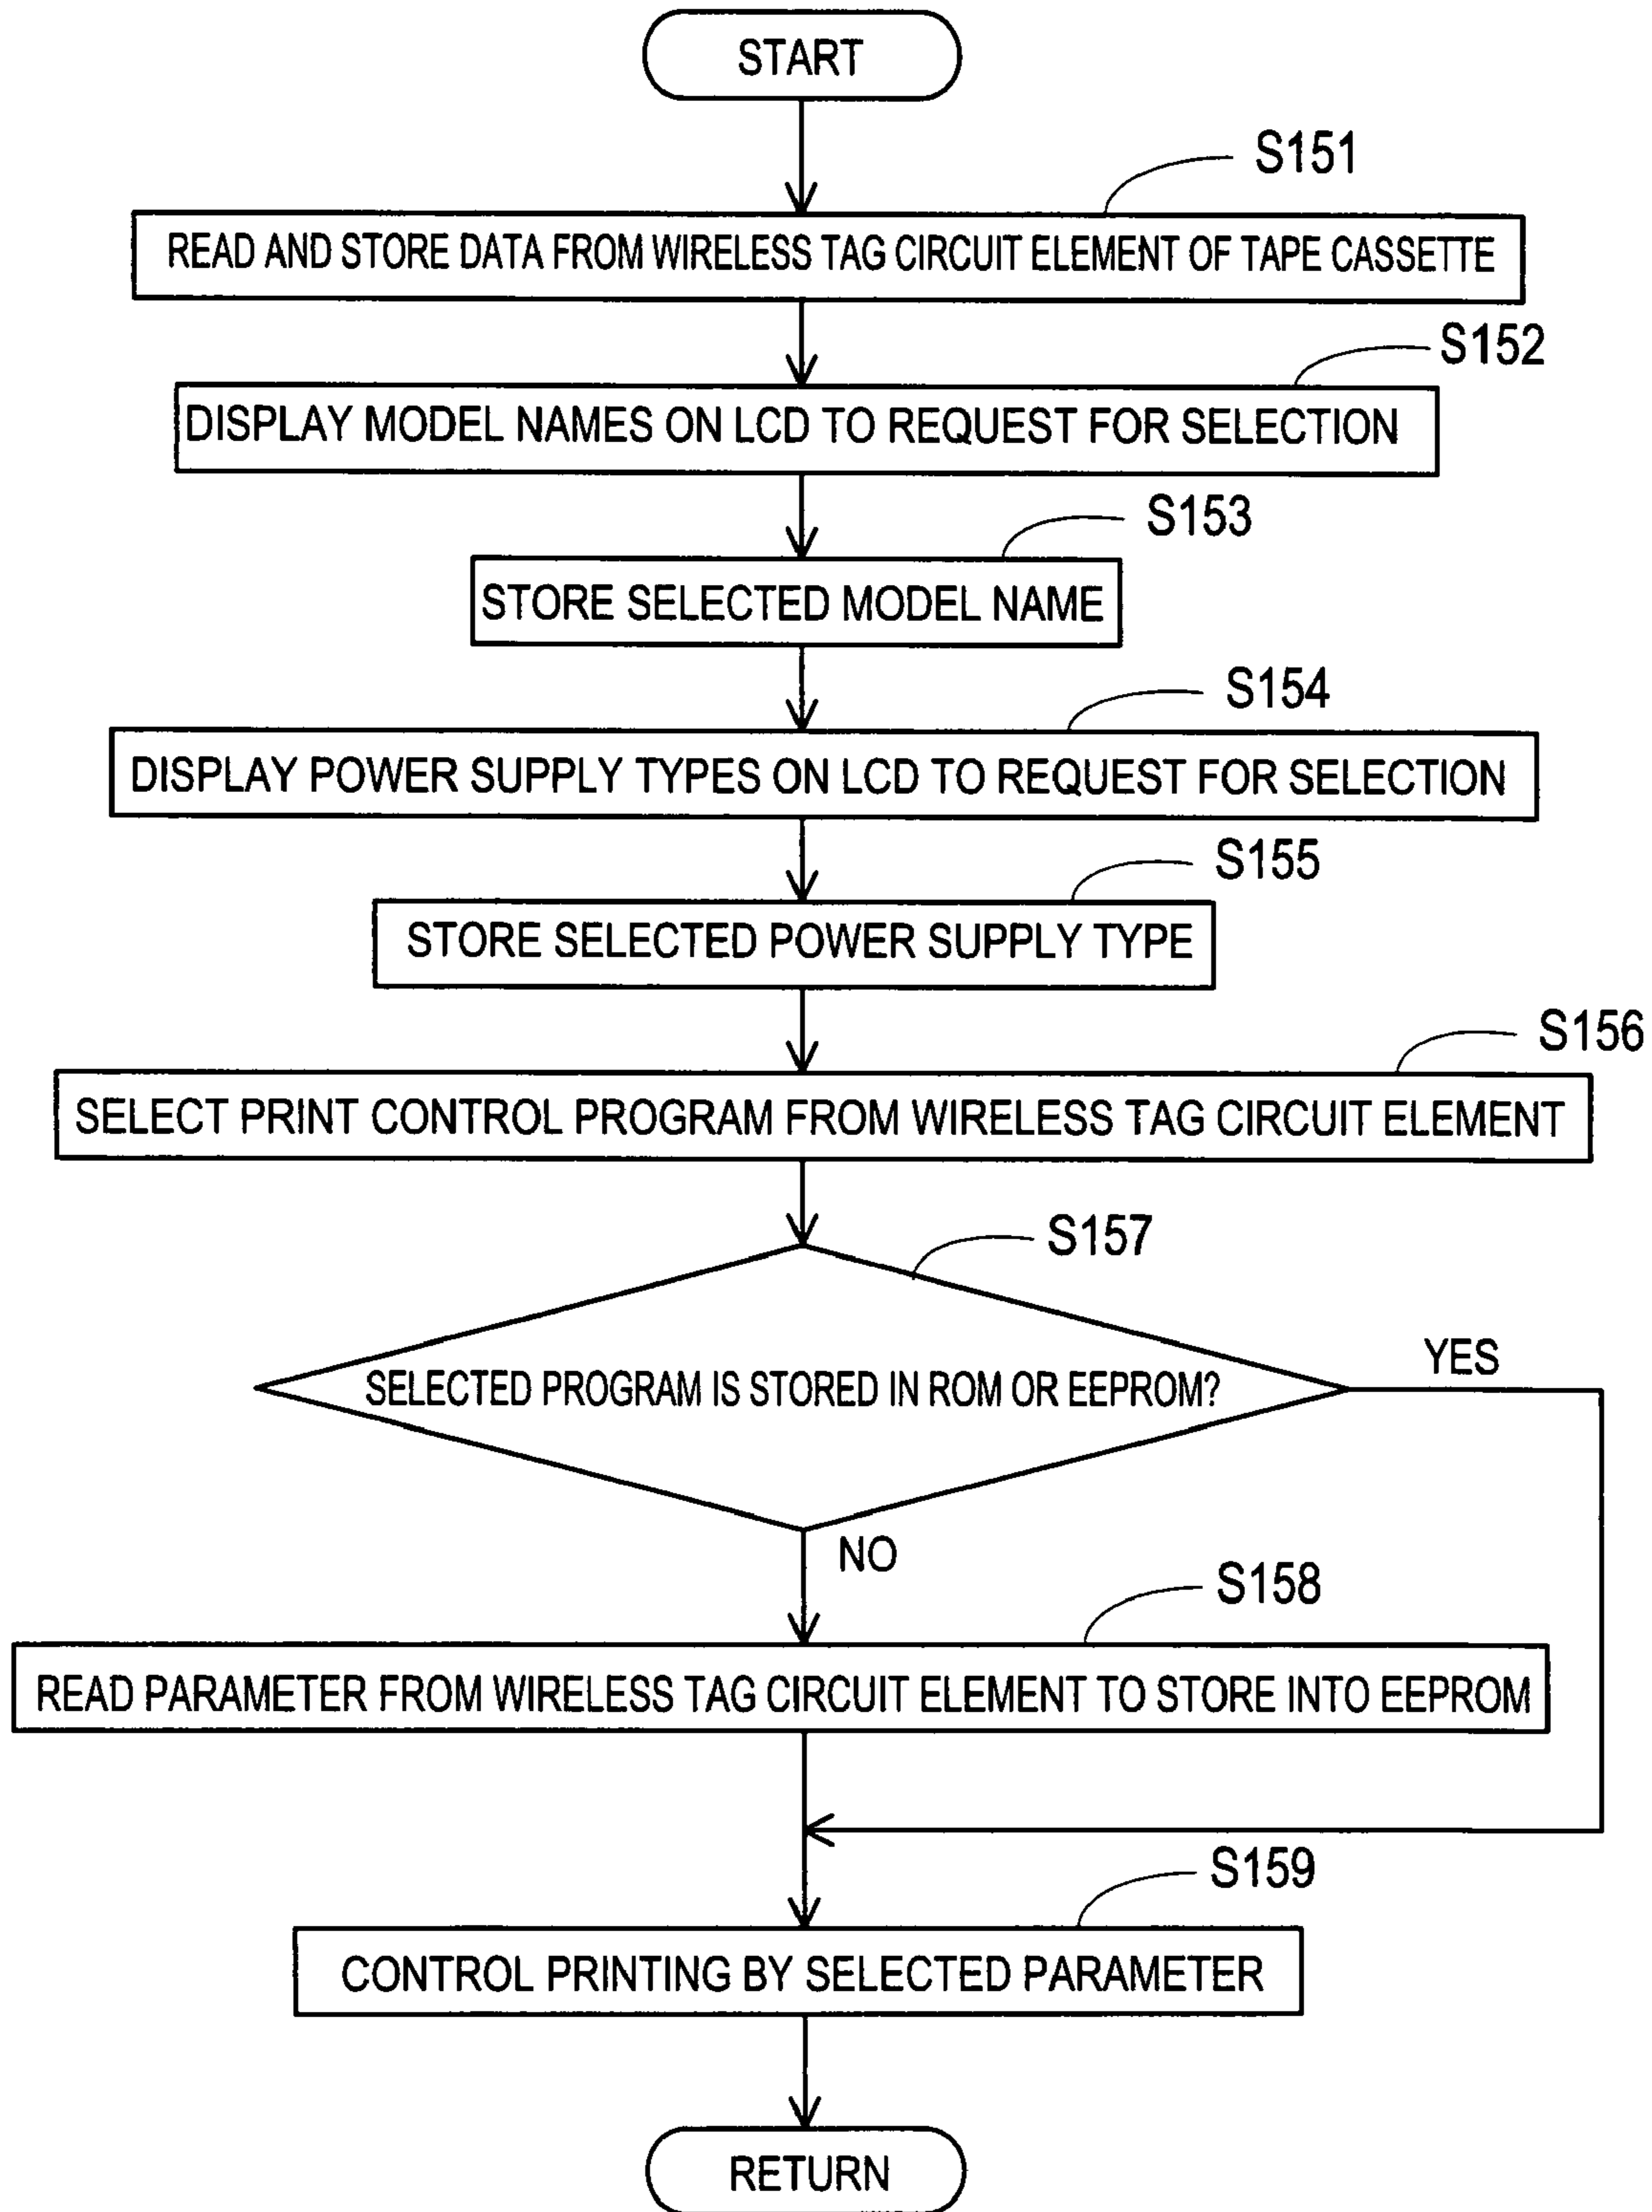 START
S151
READ AND STORE DATA FROM WIRELESS TAG CIRCUIT ELEMENT OF TAPE CASSETTE
S152
DISPLAY MODEL NAMES ON LCD TO REQUEST FOR SELECTION
S153
STORE SELECTED MODEL NAME
S154
DISPLAY POWER SUPPLY TYPES ON LCD TO REQUEST FOR SELECTION
S155
STORE SELECTED POWER SUPPLY TYPE
S156
SELECT PRINT CONTROL PROGRAM FROM WIRELESS TAG CIRCUIT ELEMENT
S157
SELECTED PROGRAM IS STORED IN ROM OR EEPROM?
YES
NO
S158
READ PARAMETER FROM WIRELESS TAG CIRCUIT ELEMENT TO STORE INTO EEPROM
S159
CONTROL PRINTING BY SELECTED PARAMETER
RETURN